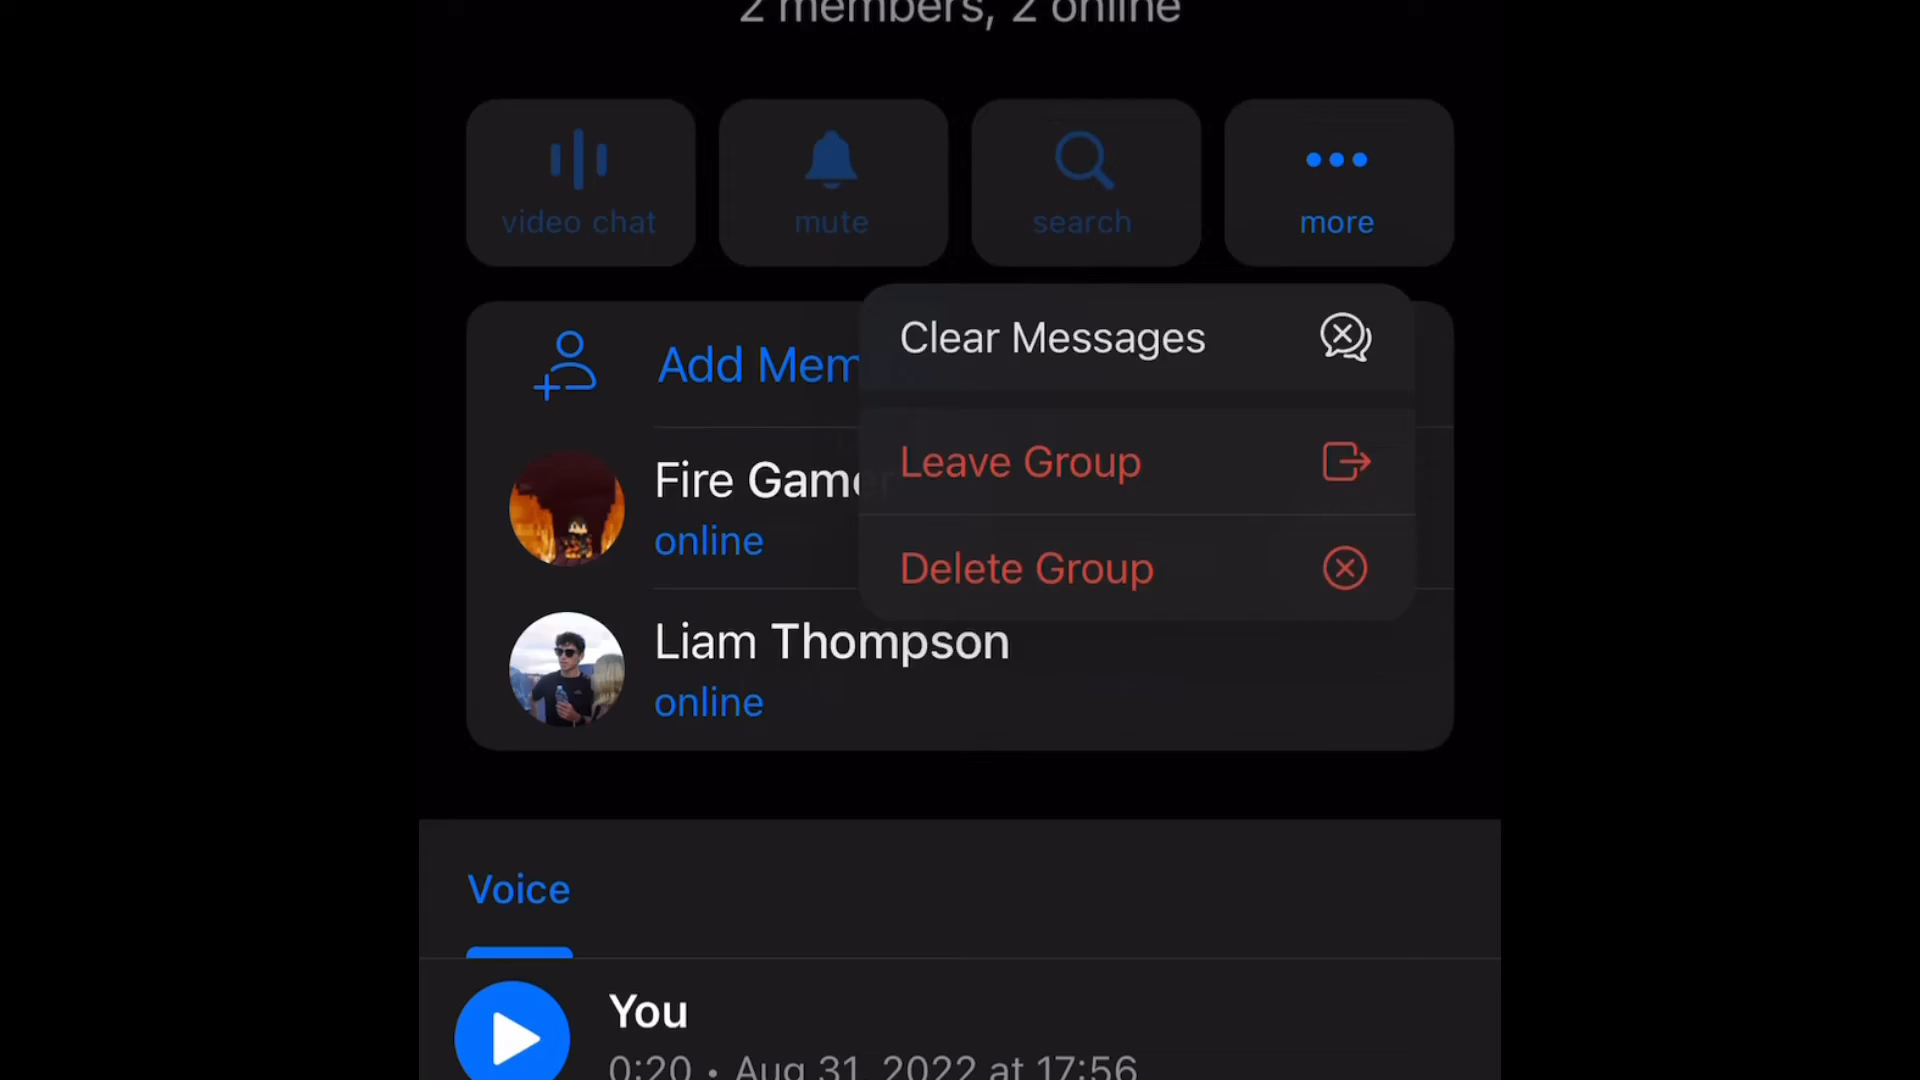 2 members, 2 online
video chat
mute
search
more
Add Mem
Clear Messages
Fire Gamer
online
Leave Group
Delete Group
Liam Thompson
online
Voice
You
0:20 • Aug 31, 2022 at 17:56